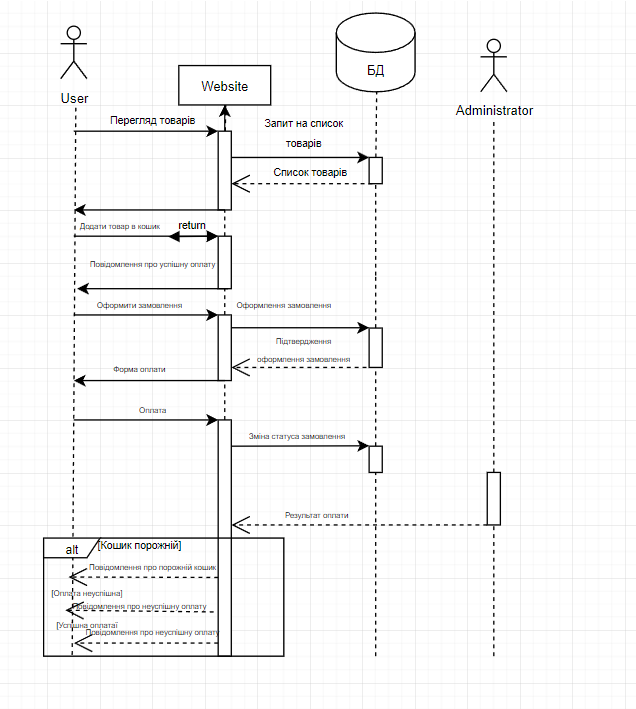 User
Website
БД
Administrator
Перегляд товарів
Запит на список
товарів
Список товарів
Додати товар в кошик
return
Повідомлення про успішну оплату
Оформити замовлення
Оформлення замовлення
Підтвердження
оформлення замовлення
Форма оплати
Оплата
Зміна статуса замовлення
Результат оплати
alt
[Кошик порожній]
Повідомлення про порожній кошик
[Оплата неуспішна]
Повідомлення про неуспішну оплату
[Успішна оплатаї
Повідомлення про неуспішну оплату